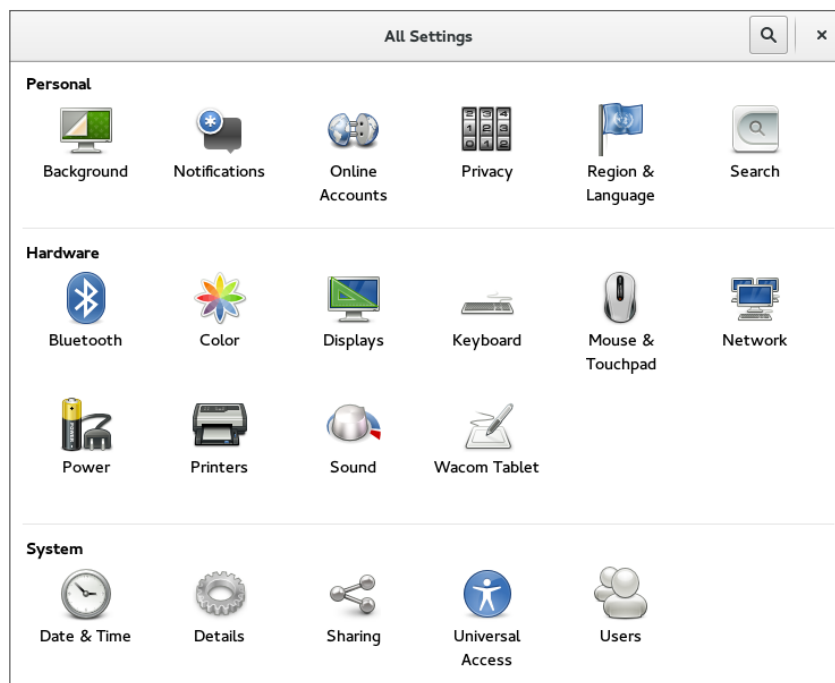 All Settings
Personal
Background Notifications Online Accounts Privacy Region & Language Search
Hardware
Bluetooth Color Displays Keyboard Mouse & Touchpad Network
Power Printers Sound Wacom Tablet
System
Date & Time Details Sharing Universal Access Users